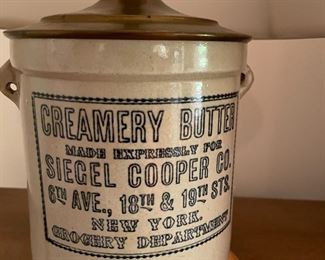 CREAMERY BUTTER
MADE EXPRESSLY FOR
SIEGEL COOPER CO.
6TH AVE., 18TH & 19TH STS.
NEW YORK.
GROCERY DEPARTMENT